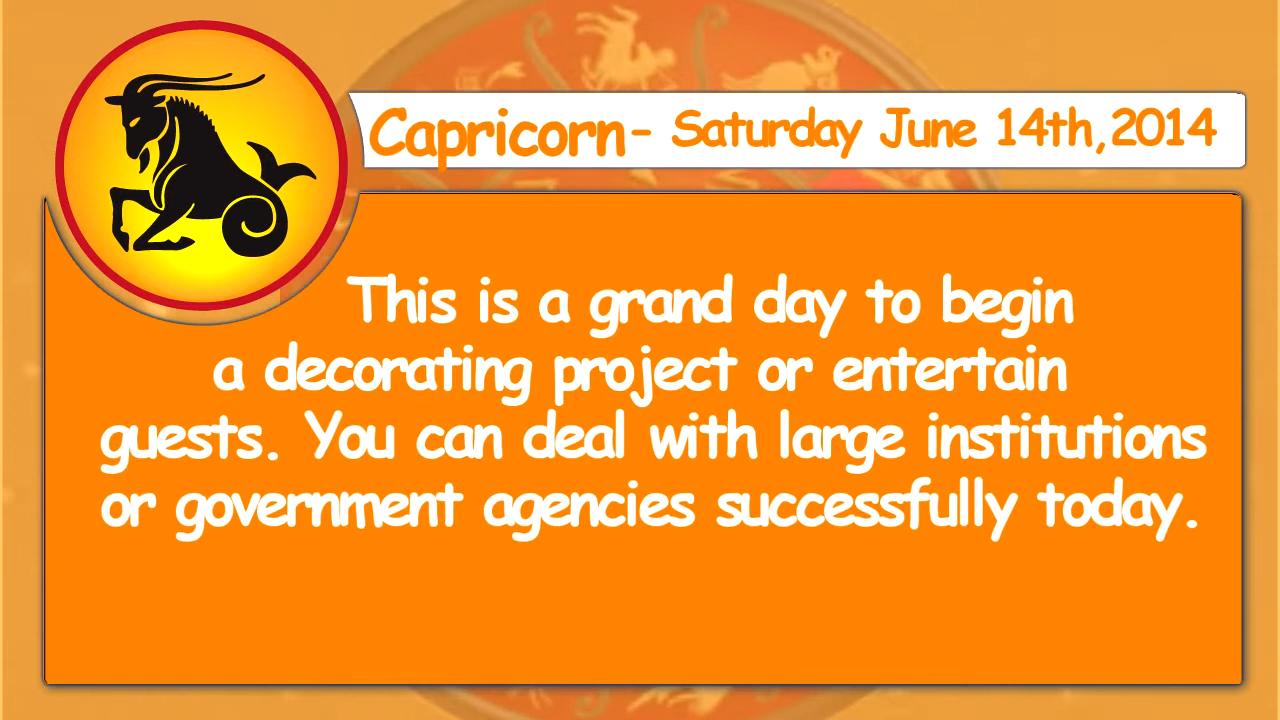 Capricorn- Saturday June 14th,2014
This is a grand day to begin
a decorating project or entertain
guests. You can deal with large institutions
or government agencies successfully today.